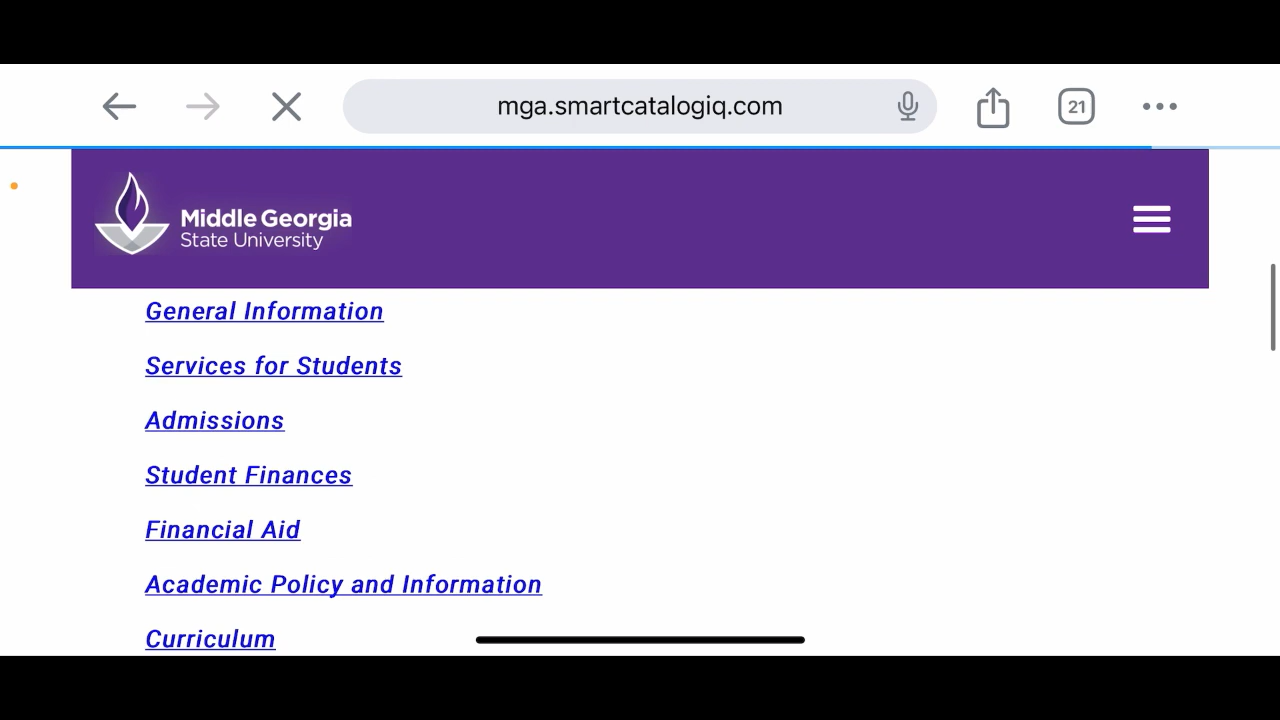 mga.smartcatalogiq.com
21
Middle Georgia
State University
General Information
Services for Students
Admissions
Student Finances
Financial Aid
Academic Policy and Information
Curriculum